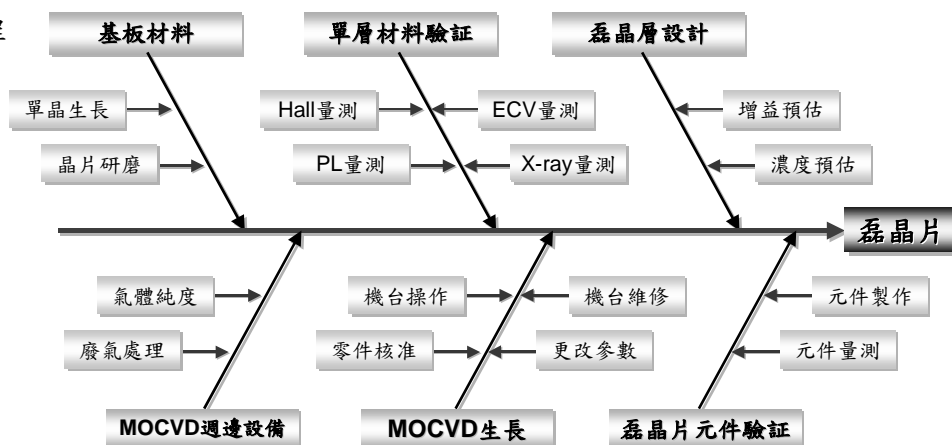 基板材料
單層材料驗証
磊晶層設計
單晶生長
Hall量測
ECV量測
增益預估
晶片研磨
PL量測
X-ray量測
濃度預估
磊晶片
氣體純度
機台操作
機台維修
元件製作
廢氣處理
零件核准
更改參數
元件量測
MOCVD週邊設備
MOCVD生長
磊晶片元件驗証